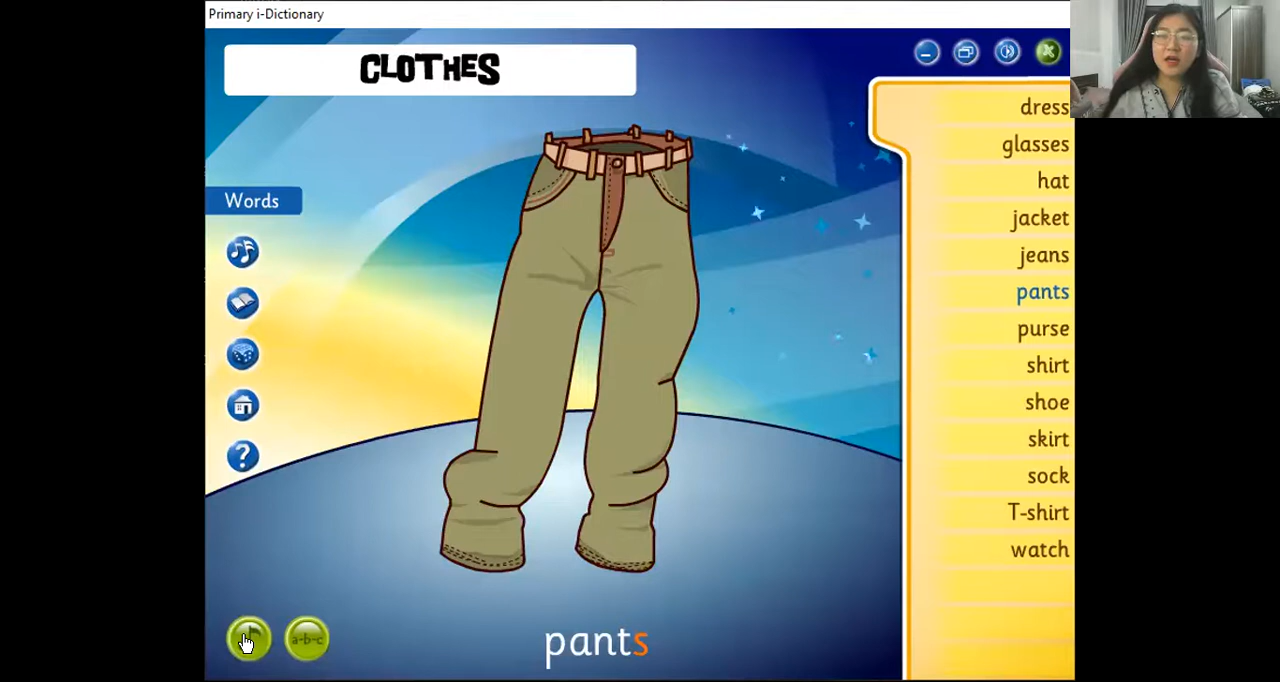 Primary i-Dictionary
CLOTHES
Words
dress
glasses
hat
jacket
jeans
pants
purse
shirt
shoe
skirt
sock
T-shirt
watch
?
a-b-c
pants